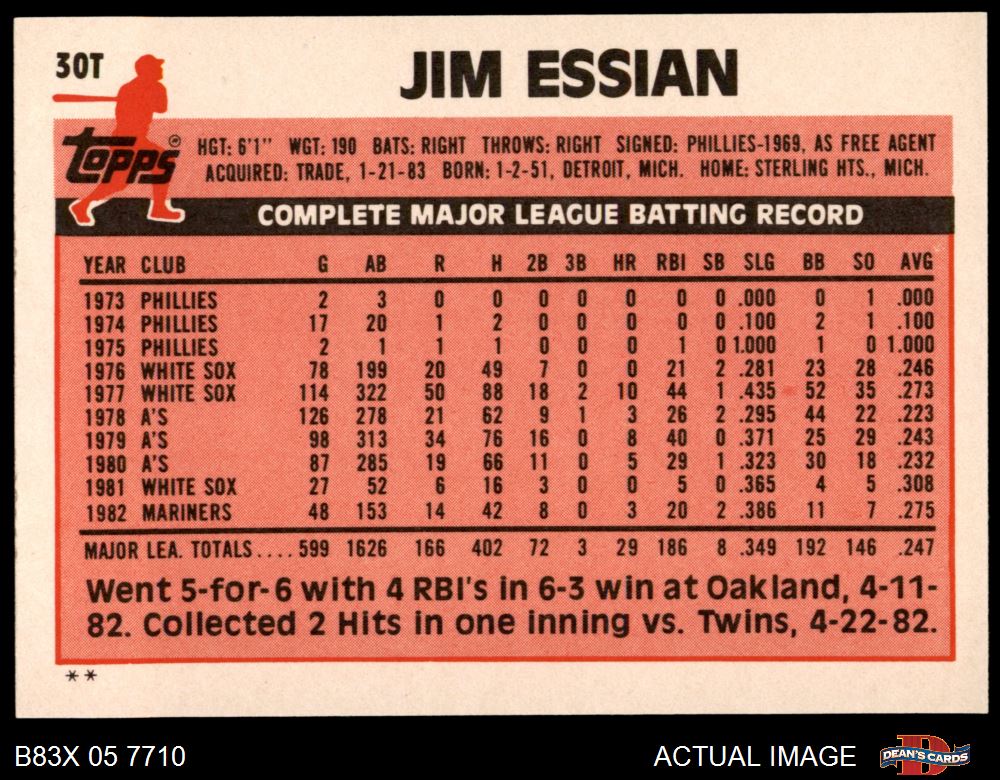 30T
JIM ESSIAN
Topps®
HGT: 6'1" WGT: 190 BATS: RIGHT THROWS: RIGHT SIGNED: PHILLIES-1969, AS FREE AGENT
ACQUIRED: TRADE, 1-21-83 BORN: 1-2-51, DETROIT, MICH. HOME: STERLING HTS., MICH.
COMPLETE MAJOR LEAGUE BATTING RECORD
YEAR CLUB G AB R H 2B 3B HR RBI SB SLG BB SO AVG
1973 PHILLIES 2 3 0 0 0 0 0 0 0 .000 0 1 .000
1974 PHILLIES 17 20 1 2 0 0 0 0 0 .100 2 1 .100
1975 PHILLIES 2 1 1 1 0 0 0 1 0 1.000 1 0 1.000
1976 WHITE SOX 78 199 20 49 7 0 0 21 2 .281 23 28 .246
1977 WHITE SOX 114 322 50 88 18 2 10 44 1 .435 52 35 .273
1978 A'S 126 278 21 62 9 1 3 26 2 .295 44 22 .223
1979 A'S 98 313 34 76 16 0 8 40 0 .371 25 29 .243
1980 A'S 87 285 19 66 11 0 5 29 1 .323 30 18 .232
1981 WHITE SOX 27 52 6 16 3 0 0 5 0 .365 4 5 .308
1982 MARINERS 48 153 14 42 8 0 3 20 2 .386 11 7 .275
MAJOR LEA. TOTALS.... 599 1626 166 402 72 3 29 186 8 .349 192 146 .247
Went 5-for-6 with 4 RBI's in 6-3 win at Oakland, 4-11-
82. Collected 2 Hits in one inning vs. Twins, 4-22-82.
**
B83X 05 7710
ACTUAL IMAGE
DEAN'S CARDS